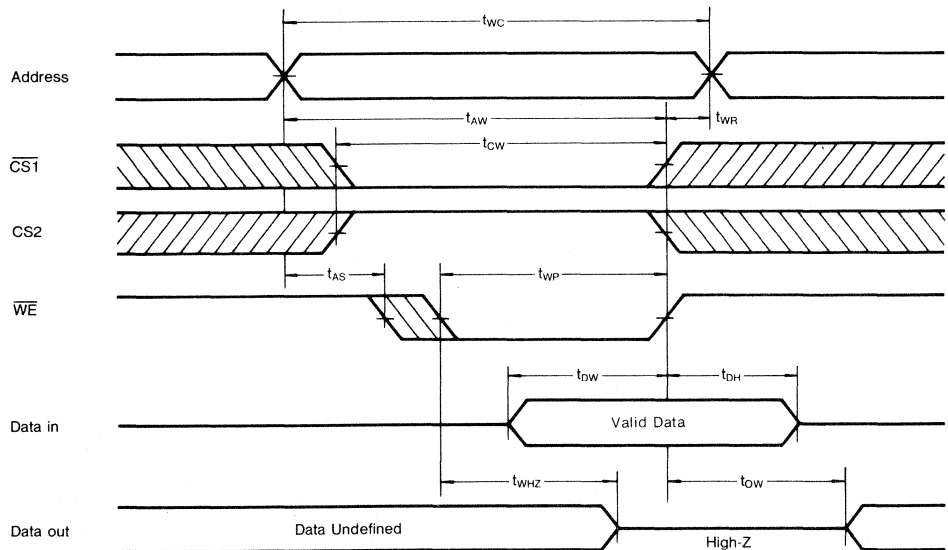 tWC
Address
tAW
tWR
tCW
CS1
CS2
tAS
tWP
WE
tDW
tDH
Data in
Valid Data
tWHZ
tOW
Data out
Data Undefined
High-Z